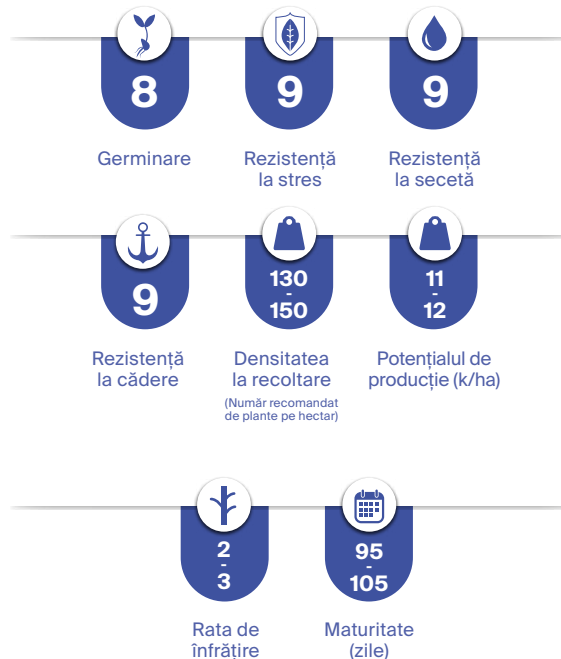 8
9
9
Germinare
Rezistență
la stres
Rezistență
la secetă
9
130
-
150
11
-
12
Rezistență
la cădere
Densitatea
la recoltare
(Număr recomandat
de plante pe hectar)
Potențialul de
producție (k/ha)
2
-
3
95
-
105
Rata de
înfrățire
Maturitate
(zile)